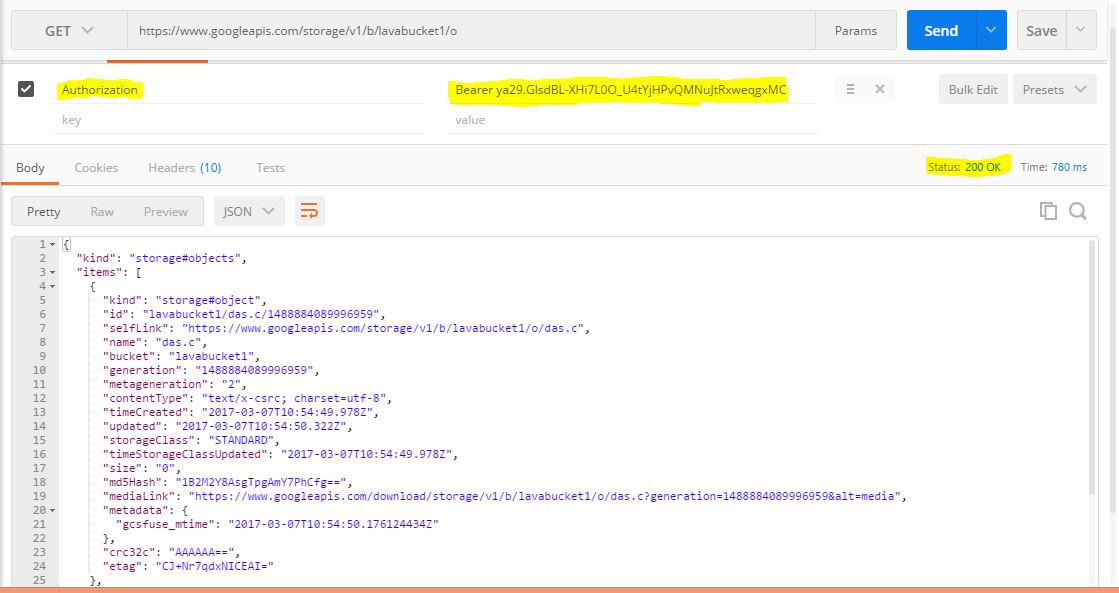 GET https://www.googleapis.com/storage/v1/b/lavabucket1/o Params Send Save
Authorization Bearer ya29.GlsdBL-XHi7L0O_U4tYjHPvQMNuJtRxweqgxMC Bulk Edit Presets
key value
Body Cookies Headers (10) Tests Status: 200 OK Time: 780 ms
Pretty Raw Preview JSON
1 {
2 "kind": "storage#objects",
3 "items": [
4 {
5 "kind": "storage#object",
6 "id": "lavabucket1/das.c/1488884089996959",
7 "selfLink": "https://www.googleapis.com/storage/v1/b/lavabucket1/o/das.c",
8 "name": "das.c",
9 "bucket": "lavabucket1",
10 "generation": "1488884089996959",
11 "metageneration": "2",
12 "contentType": "text/x-csrc; charset=utf-8",
13 "timeCreated": "2017-03-07T10:54:49.978Z",
14 "updated": "2017-03-07T10:54:50.322Z",
15 "storageClass": "STANDARD",
16 "timeStorageClassUpdated": "2017-03-07T10:54:49.978Z",
17 "size": "0",
18 "md5Hash": "1B2M2Y8AsgTpgAmY7PhCfg==",
19 "mediaLink": "https://www.googleapis.com/download/storage/v1/b/lavabucket1/o/das.c?generation=1488884089996959&alt=media",
20 "metadata": {
21 "gcsfuse_mtime": "2017-03-07T10:54:50.176124434Z"
22 },
23 "crc32c": "AAAAAA==",
24 "etag": "CJ+Nr7qdxNICEAI="
25 },